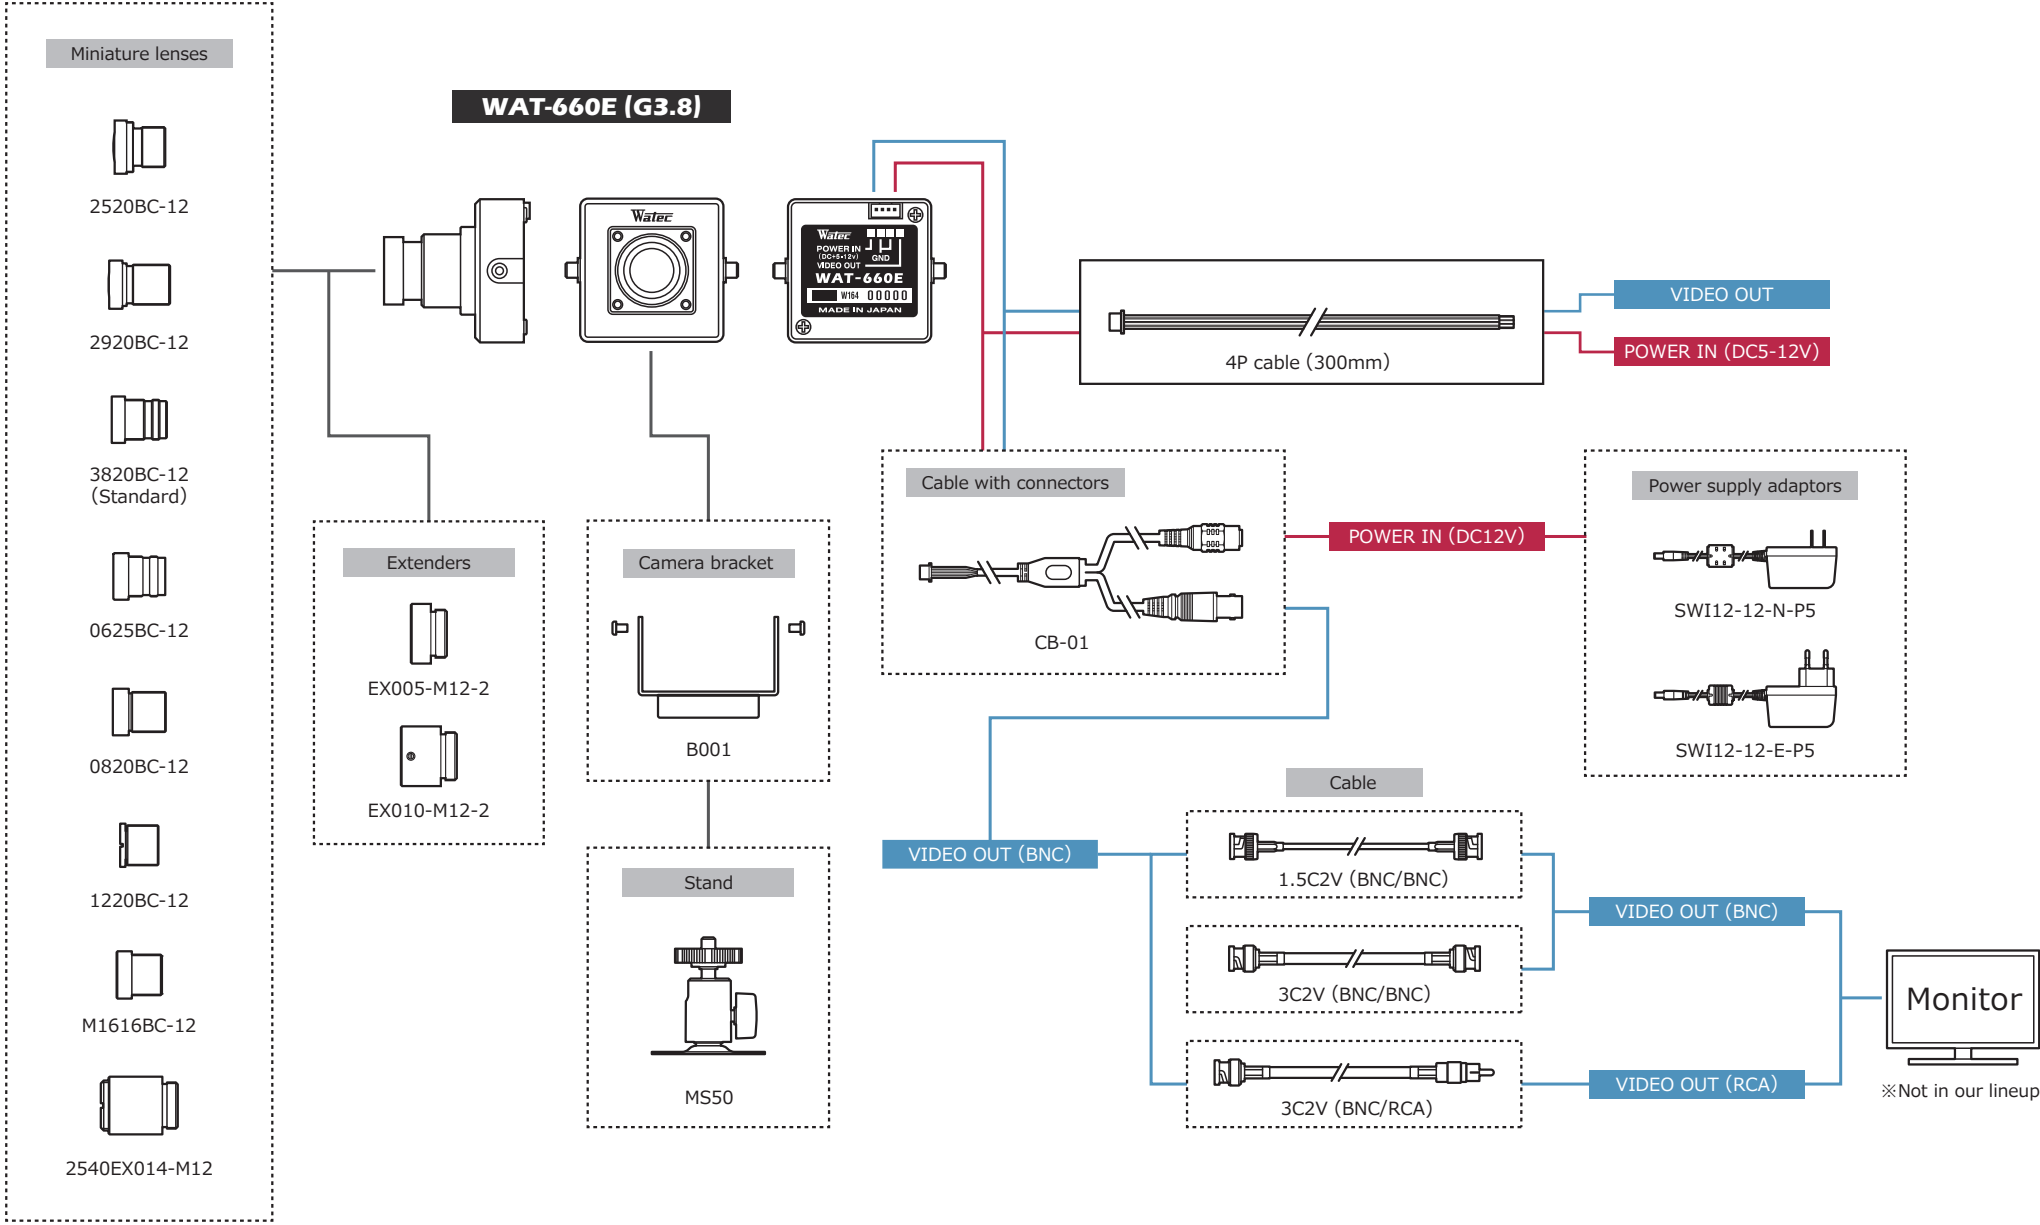 Miniature lenses
2520BC-12
2920BC-12
3820BC-12
(Standard)
0625BC-12
0820BC-12
1220BC-12
M1616BC-12
2540EX014-M12
WAT-660E (G3.8)
Watec
Watec
POWER IN
(DC+5-12v)
GND
VIDEO OUT
WAT-660E
W164 00000
MADE IN JAPAN
4P cable (300mm)
VIDEO OUT
POWER IN (DC5-12V)
Extenders
EX005-M12-2
EX010-M12-2
Camera bracket
B001
Stand
MS50
Cable with connectors
CB-01
POWER IN (DC12V)
Power supply adaptors
SWI12-12-N-P5
SWI12-12-E-P5
VIDEO OUT (BNC)
Cable
1.5C2V (BNC/BNC)
3C2V (BNC/BNC)
3C2V (BNC/RCA)
VIDEO OUT (BNC)
VIDEO OUT (RCA)
Monitor
※Not in our lineup